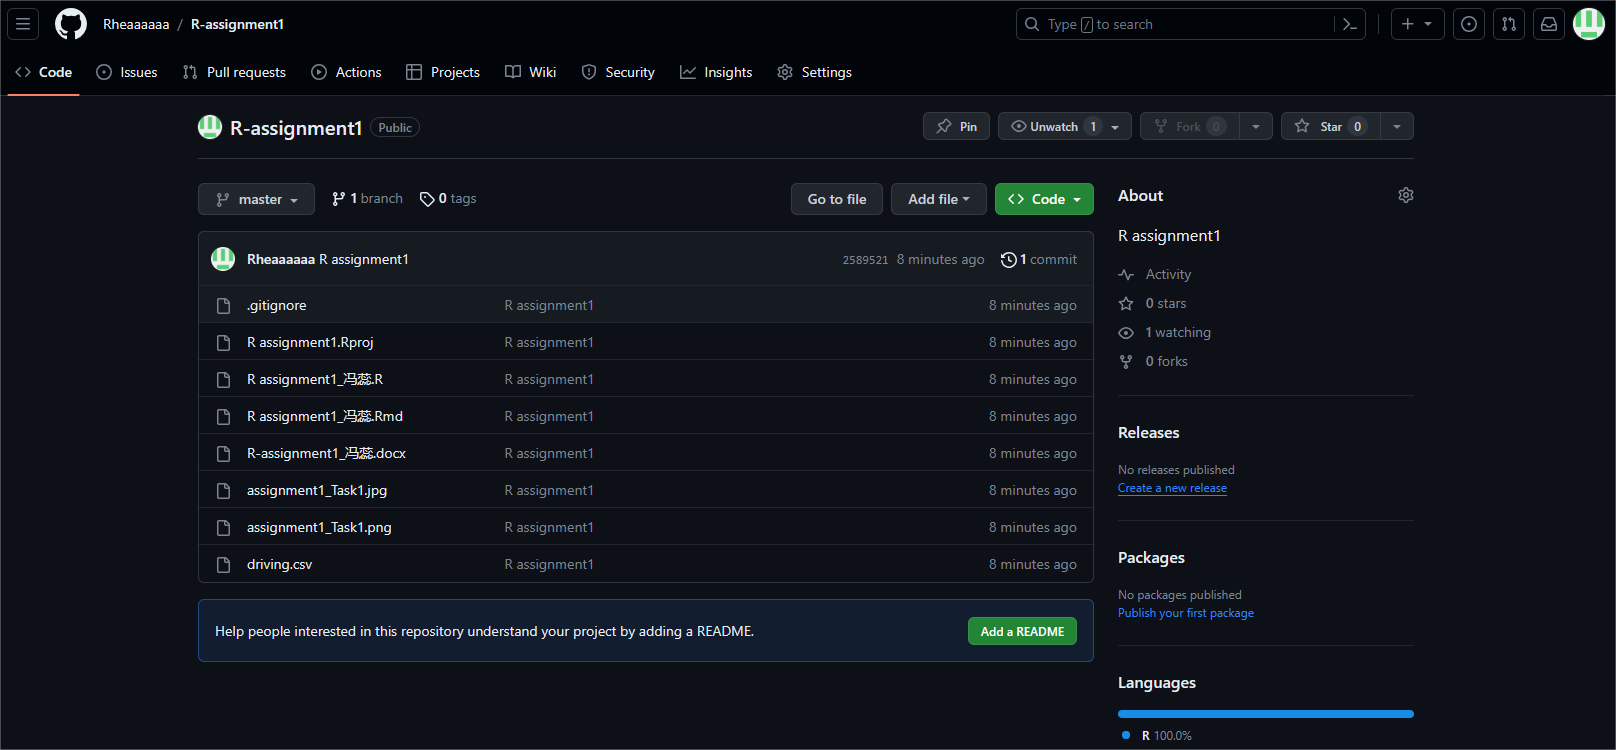 Rheaaaaaa / R-assignment1
Type / to search
Code Issues Pull requests Actions Projects Wiki Security Insights Settings
R-assignment1 Public
Pin Unwatch 1 Fork 0 Star 0
master 1 branch 0 tags Go to file Add file Code
Rheaaaaaa R assignment1 2589521 8 minutes ago 1 commit
.gitignore R assignment1 8 minutes ago
R assignment1.Rproj R assignment1 8 minutes ago
R assignment1_冯蕊.R R assignment1 8 minutes ago
R assignment1_冯蕊.Rmd R assignment1 8 minutes ago
R-assignment1_冯蕊.docx R assignment1 8 minutes ago
assignment1_Task1.jpg R assignment1 8 minutes ago
assignment1_Task1.png R assignment1 8 minutes ago
driving.csv R assignment1 8 minutes ago
Help people interested in this repository understand your project by adding a README. Add a README
About
R assignment1
Activity
0 stars
1 watching
0 forks
Releases
No releases published
Create a new release
Packages
No packages published
Publish your first package
Languages
R 100.0%